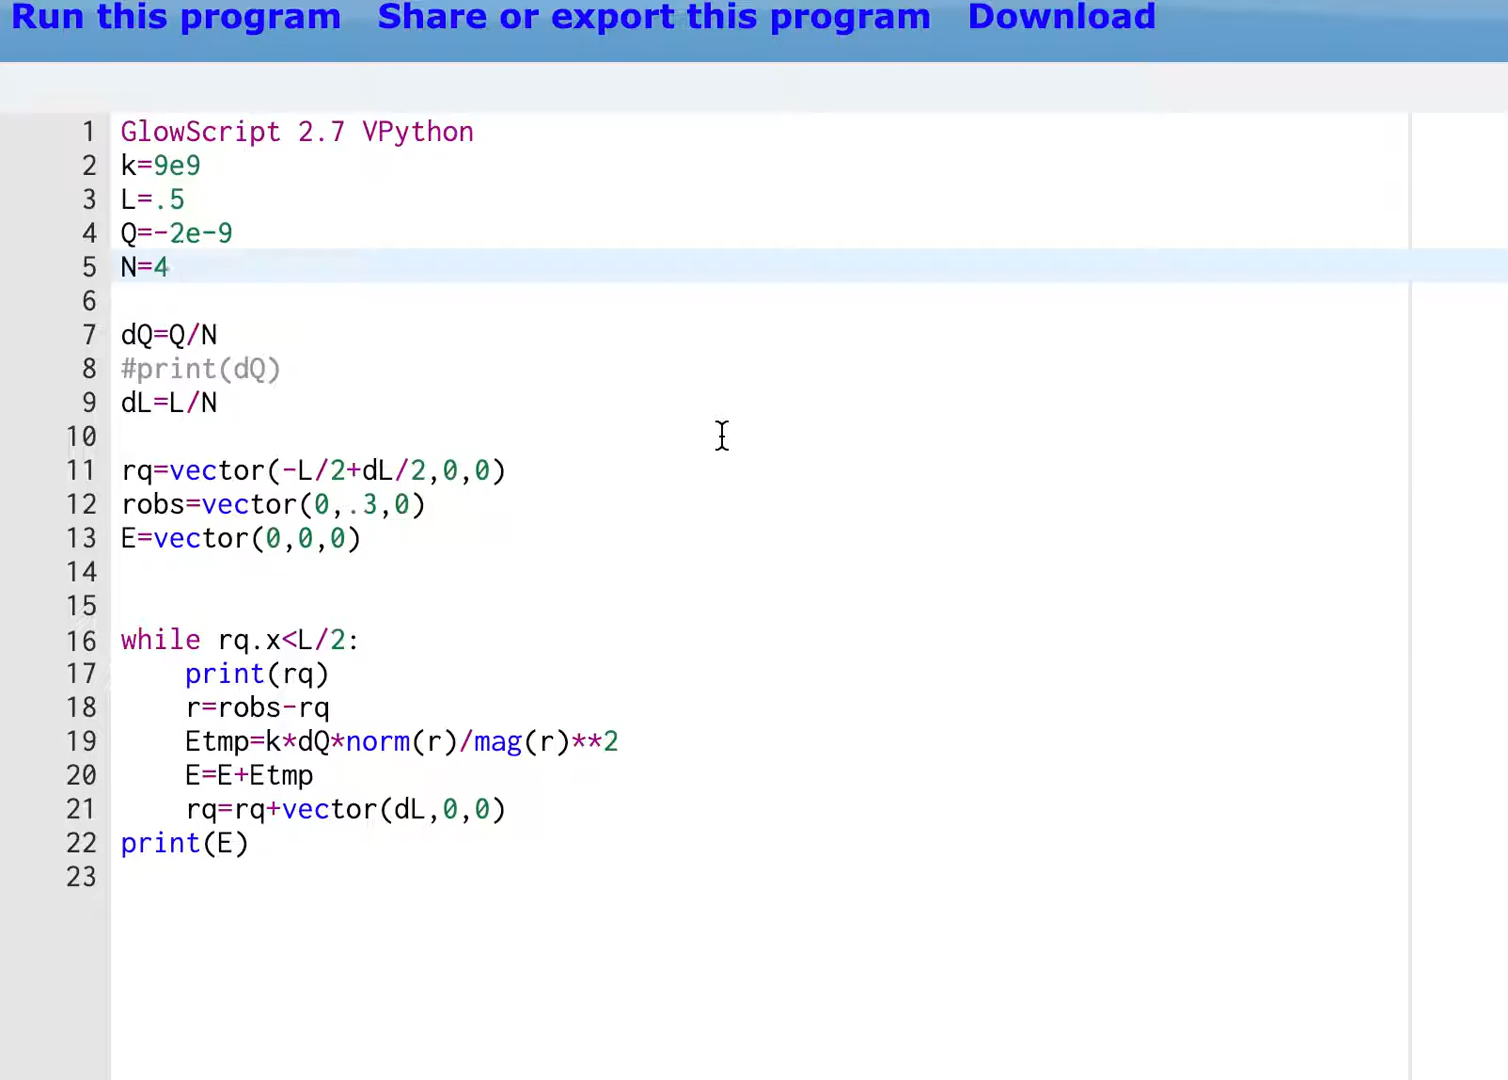 Run this program Share or export this program Download
1 GlowScript 2.7 VPython
2 k=9e9
3 L=.5
4 Q=-2e-9
5 N=4
6
7 dQ=Q/N
8 #print(dQ)
9 dL=L/N
10
11 rq=vector(-L/2+dL/2,0,0)
12 robs=vector(0,.3,0)
13 E=vector(0,0,0)
14
15
16 while rq.x<L/2:
17     print(rq)
18     r=robs-rq
19     Etmp=k*dQ*norm(r)/mag(r)**2
20     E=E+Etmp
21     rq=rq+vector(dL,0,0)
22 print(E)
23